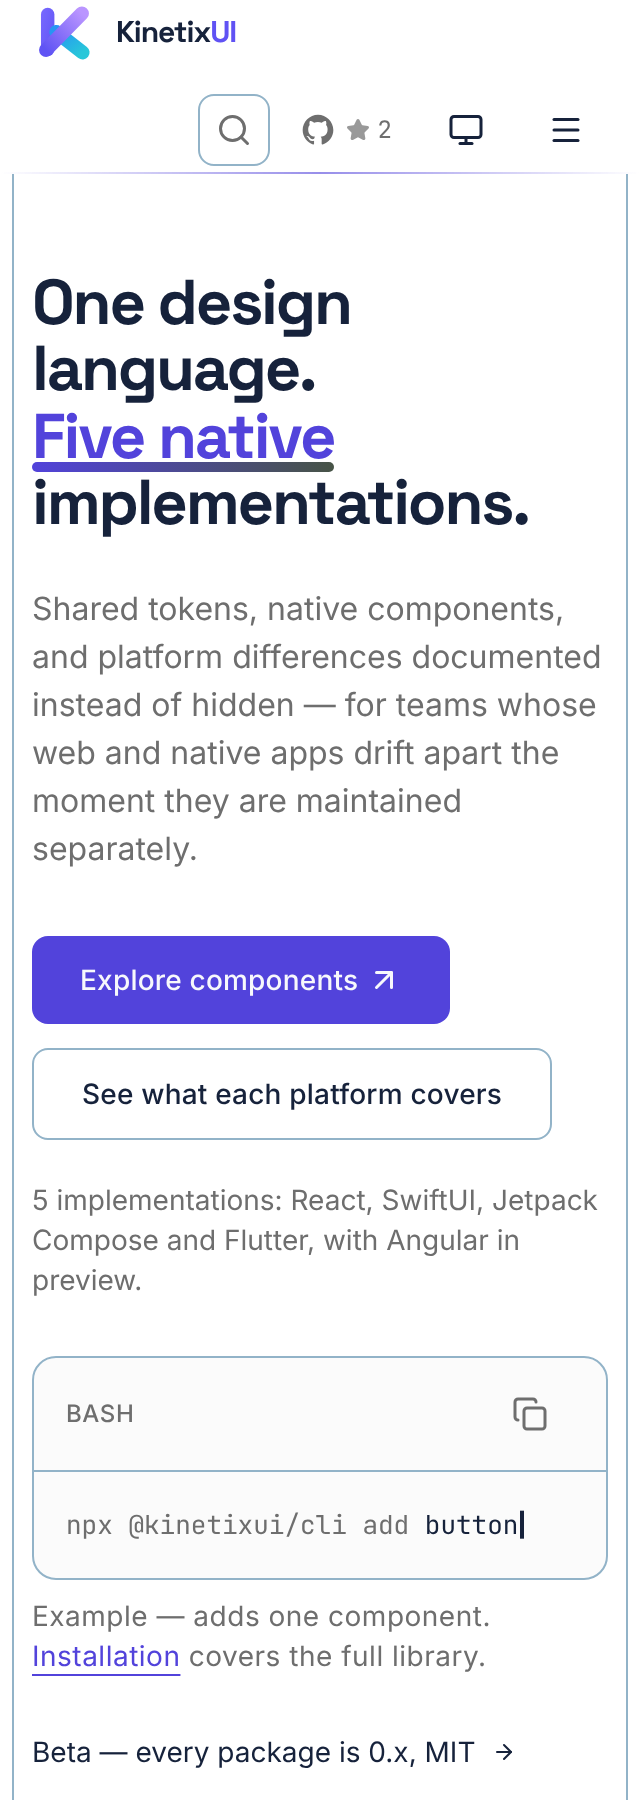 KinetixUI
2
One design
language.
Five native
implementations.
Shared tokens, native components,
and platform differences documented
instead of hidden — for teams whose
web and native apps drift apart the
moment they are maintained
separately.
Explore components
See what each platform covers
5 implementations: React, SwiftUI, Jetpack
Compose and Flutter, with Angular in
preview.
BASH
npx @kinetixui/cli add button
Example — adds one component.
Installation covers the full library.
Beta — every package is 0.x, MIT →